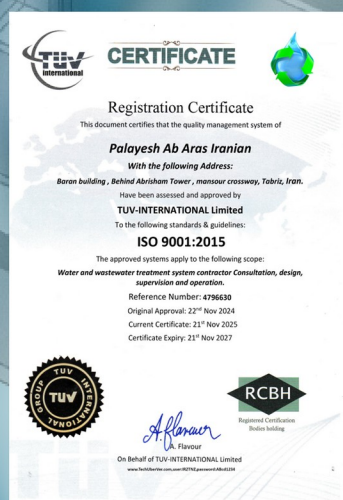 TÜV
International
CERTIFICATE
Registration Certificate
This document certifies that the quality management system of
Palayesh Ab Aras Iranian
With the following Address:
Baran building , Behind Abrisham Tower , mansour crossway, Tabriz, Iran.
Have been assessed and approved by
TUV-INTERNATIONAL Limited
To the following standards & guidelines:
ISO 9001:2015
The approved systems apply to the following scope:
Water and wastewater treatment system contractor Consultation, design,
supervision and operation.
Reference Number: 4796630
Original Approval: 22nd Nov 2024
Current Certificate: 21st Nov 2025
Certificate Expiry: 21st Nov 2027
TUV INTERNATIONAL GROUP
TUV
RCBH
Registered Certification
Bodies holding
A. Flavour
A. Flavour
On Behalf of TUV-INTERNATIONAL Limited